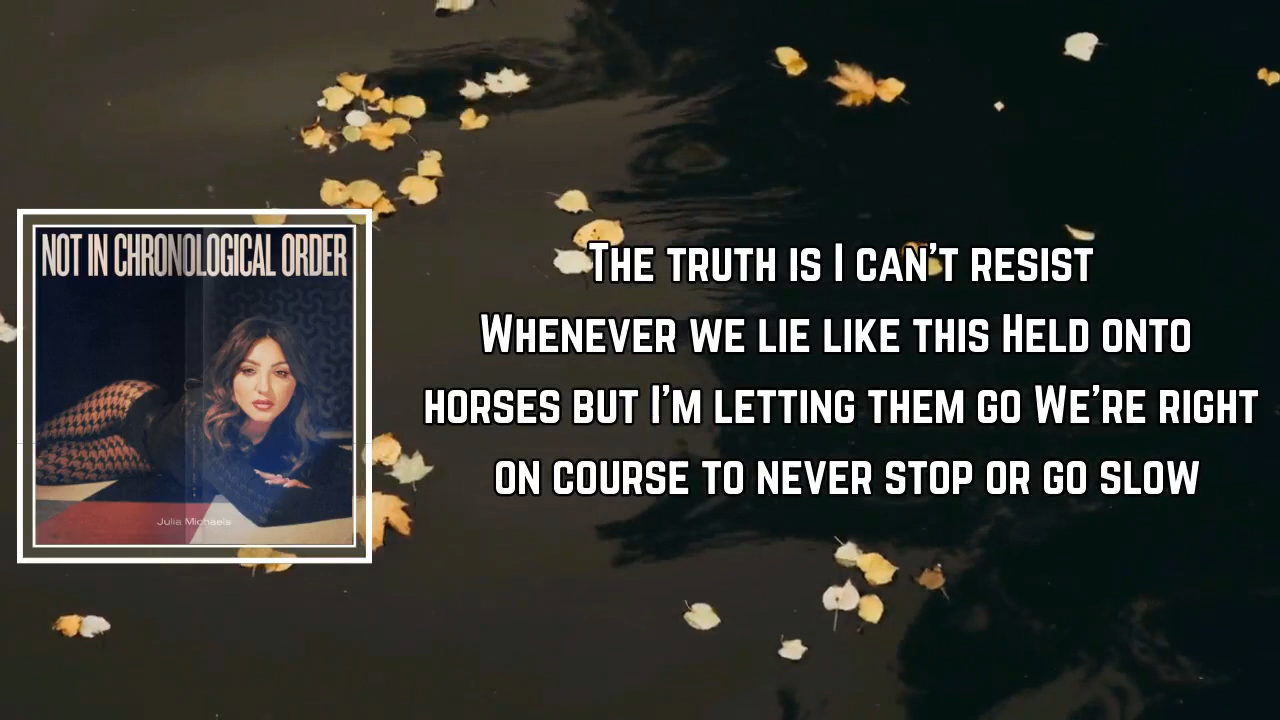 NOT IN CHRONOLOGICAL ORDER
Julia Michaels
The truth is I can't resist
Whenever we lie like this Held onto
horses but I'm letting them go We're right
on course to never stop or go slow